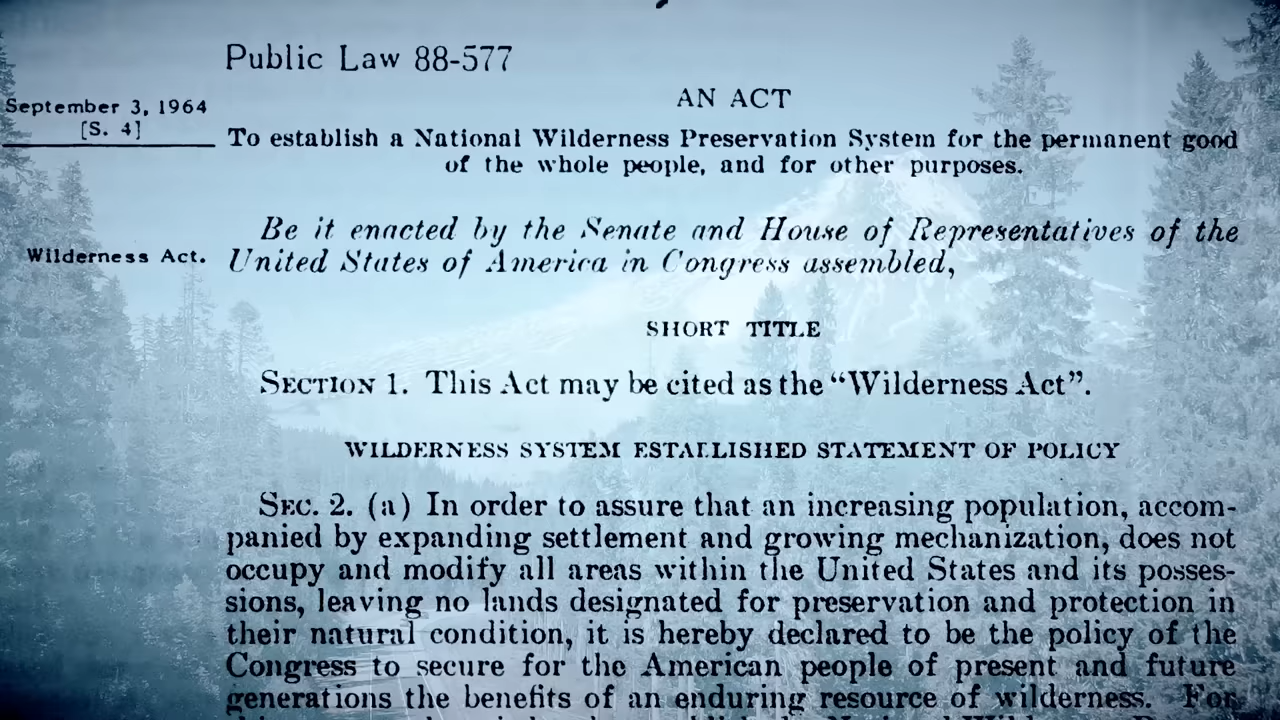 Public Law 88-577
September 3, 1964
[S. 4]
AN ACT
To establish a National Wilderness Preservation System for the permanent good
of the whole people, and for other purposes.
Wilderness Act.
Be it enacted by the Senate and House of Representatives of the
United States of America in Congress assembled,
SHORT TITLE
SECTION 1. This Act may be cited as the “Wilderness Act”.
WILDERNESS SYSTEM ESTABLISHED STATEMENT OF POLICY
SEC. 2. (a) In order to assure that an increasing population, accom-
panied by expanding settlement and growing mechanization, does not
occupy and modify all areas within the United States and its posses-
sions, leaving no lands designated for preservation and protection in
their natural condition, it is hereby declared to be the policy of the
Congress to secure for the American people of present and future
generations the benefits of an enduring resource of wilderness. For